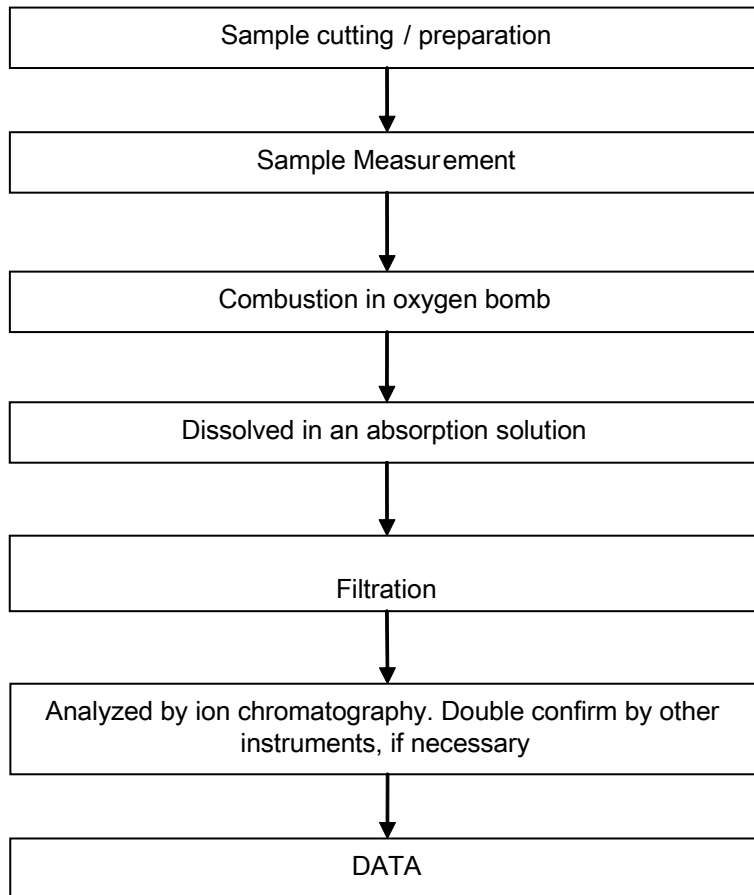 Sample cutting / preparation
Sample Measurement
Combustion in oxygen bomb
Dissolved in an absorption solution
Filtration
Analyzed by ion chromatography. Double confirm by other
instruments, if necessary
DATA